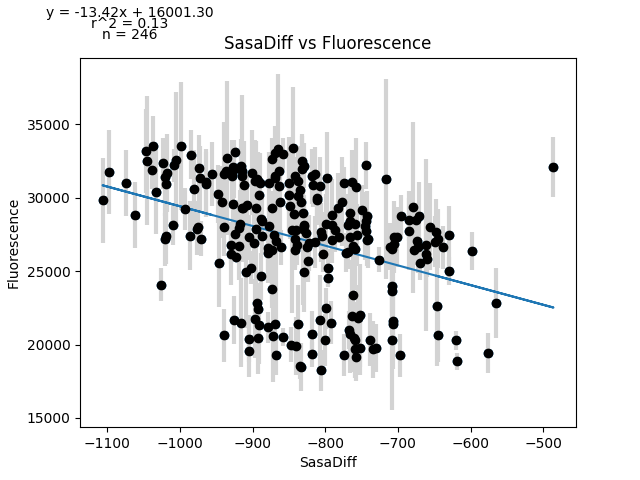 y = -13.42x + 16001.30
r^2 = 0.13
n = 246
SasaDiff vs Fluorescence
35000
30000
25000
20000
15000
Fluorescence
−1100 −1000 −900 −800 −700 −600 −500
SasaDiff